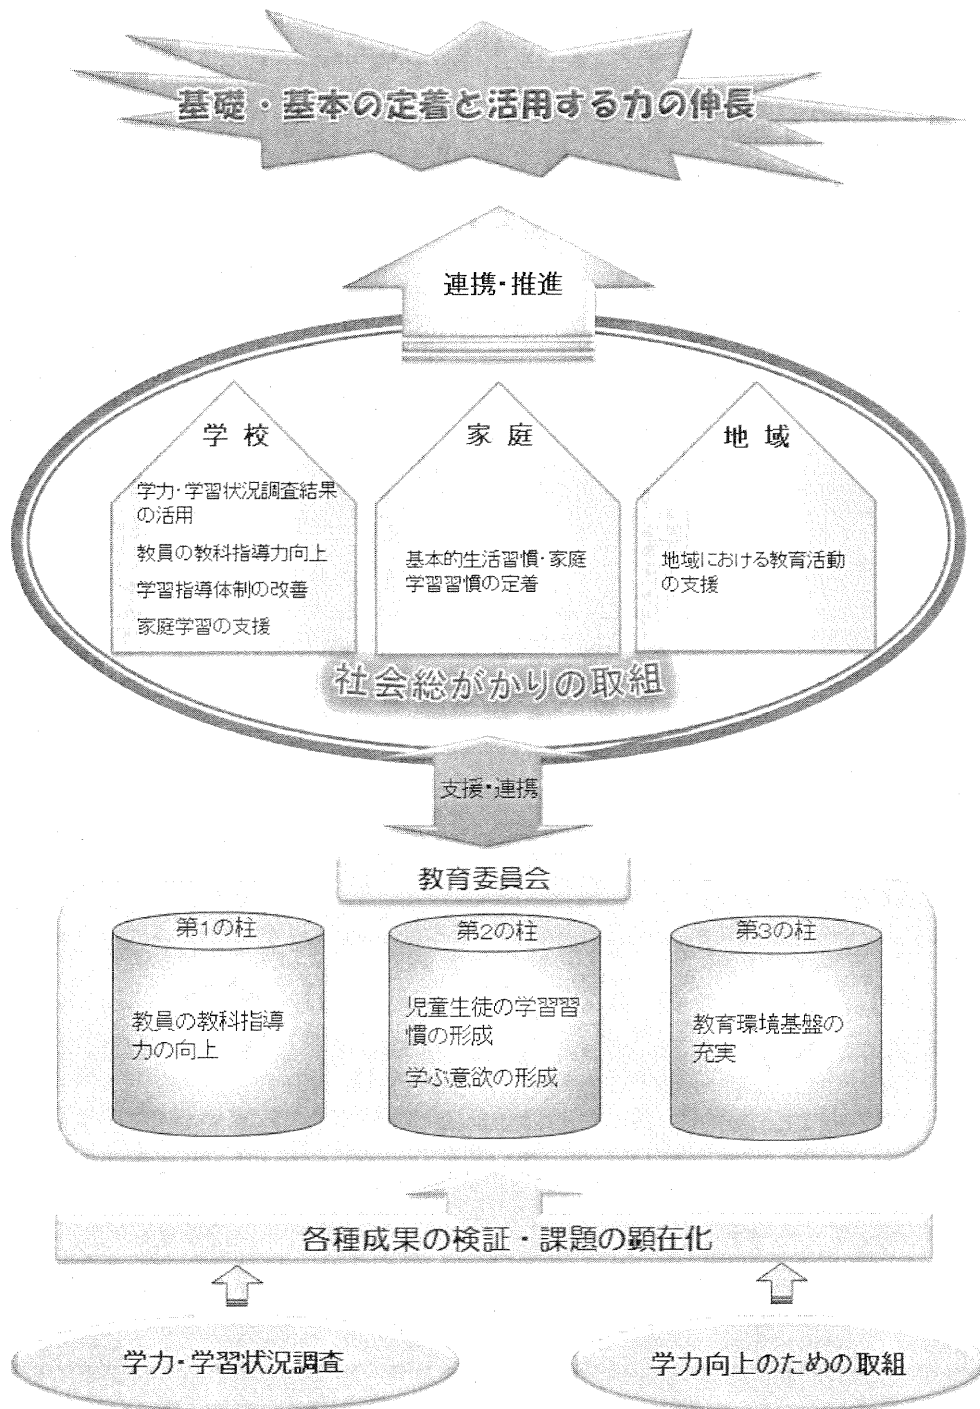 基礎・基本の定着と活用する力の伸長
連携・推進
学校
学力・学習状況調査結果
の活用
教員の教科指導力向上
学習指導体制の改善
家庭学習の支援
家庭
基本的生活習慣・家庭
学習習慣の定着
地域
地域における教育活動
の支援
社会総がかりの取組
支援・連携
教育委員会
第1の柱
教員の教科指導
力の向上
第2の柱
児童生徒の学習習
慣の形成
学ぶ意欲の形成
第3の柱
教育環境基盤の
充実
各種成果の検証・課題の顕在化
学力・学習状況調査
学力向上のための取組